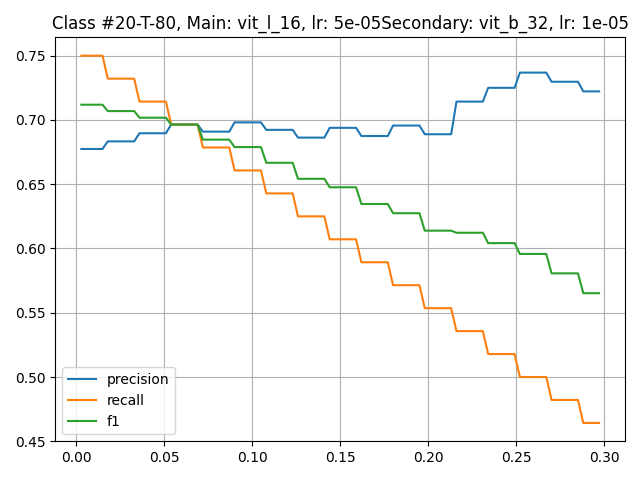 Class #20-T-80, Main: vit_l_16, lr: 5e-05Secondary: vit_b_32, lr: 1e-05
0.75
0.70
0.65
0.60
0.55
0.50
0.45
precision
recall
f1
0.00 0.05 0.10 0.15 0.20 0.25 0.30